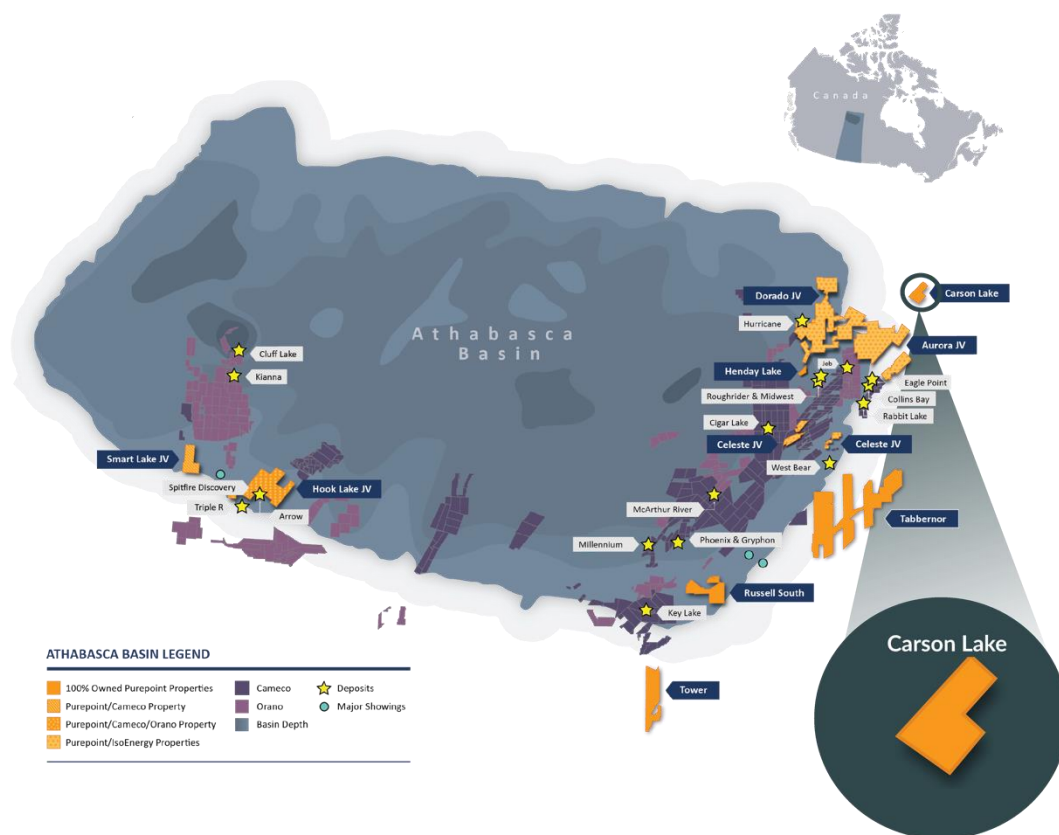 Canada
Athabasca
Basin
Carson Lake
Dorado JV
Hurricane
Aurora JV
Henday Lake
Jeb
Eagle Point
Roughrider & Midwest
Collins Bay
Rabbit Lake
Cluff Lake
Kianna
Cigar Lake
Celeste JV
Celeste JV
West Bear
Smart Lake JV
Spitfire Discovery
Hook Lake JV
Triple R
Arrow
McArthur River
Tabbernor
Millennium
Phoenix & Gryphon
Russell South
Key Lake
Tower
Carson Lake
ATHABASCA BASIN LEGEND
100% Owned Purepoint Properties
Purepoint/Cameco Property
Purepoint/Cameco/Orano Property
Purepoint/IsoEnergy Properties
Cameco
Orano
Basin Depth
Deposits
Major Showings